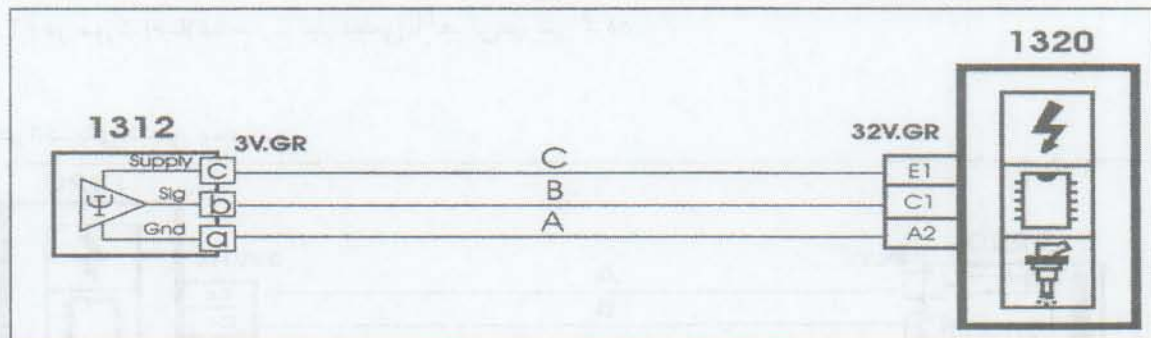 1320
1312
3V.GR
32V.GR
Supply
c
C
E1
Sig
b
B
C1
Gnd
a
A
A2